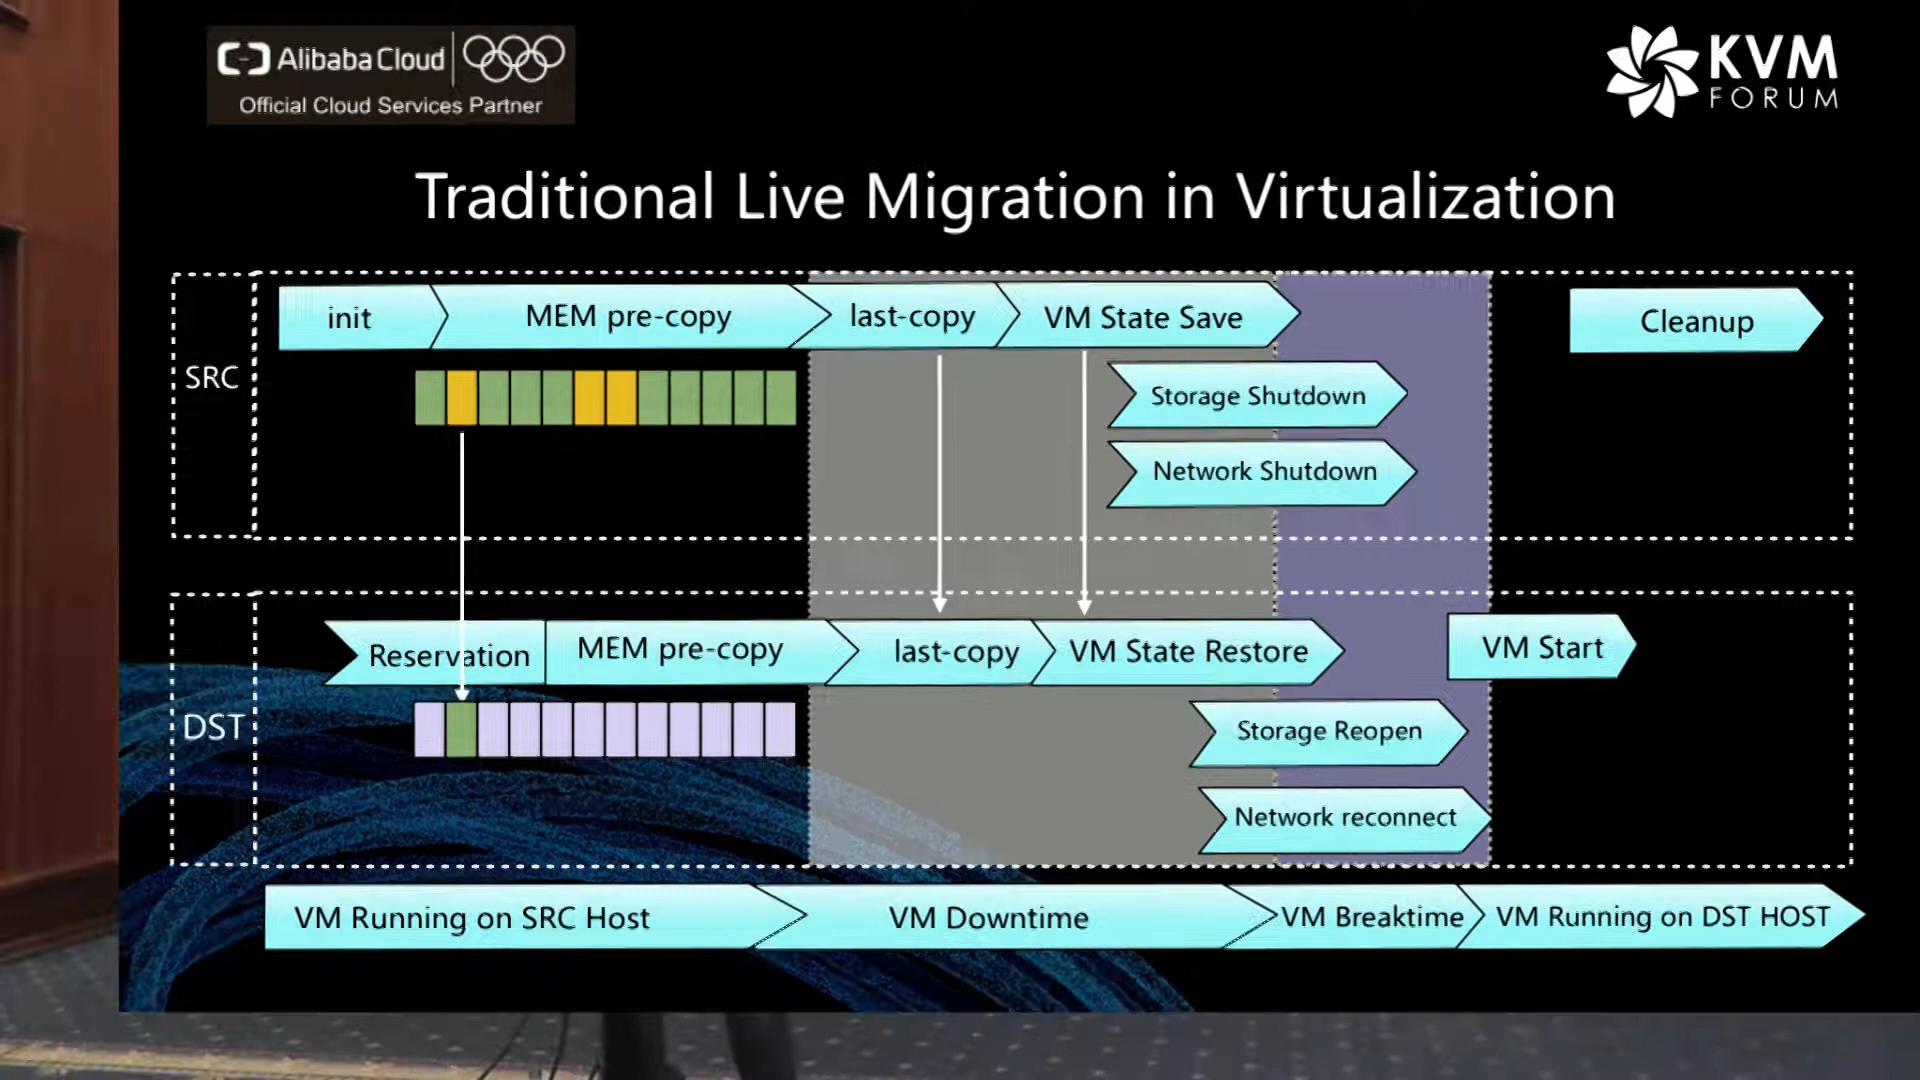 Alibaba Cloud
Official Cloud Services Partner
KVM
FORUM
Traditional Live Migration in Virtualization
SRC
init
MEM pre-copy
last-copy
VM State Save
Cleanup
Storage Shutdown
Network Shutdown
DST
Reservation
MEM pre-copy
last-copy
VM State Restore
VM Start
Storage Reopen
Network reconnect
VM Running on SRC Host
VM Downtime
VM Breaktime
VM Running on DST HOST